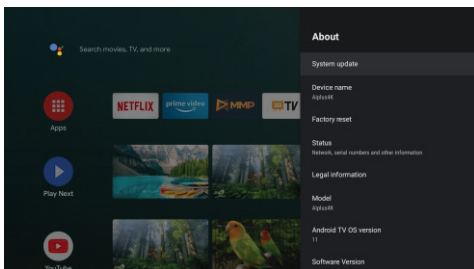 Search movies, TV, and more
Apps
NETFLIX
prime video
MMP
TV
Play Next
YouTube
About
System update
Device name
Aiplus4K
Factory reset
Status
Network, serial numbers and other information
Legal information
Model
Aiplus4K
Android TV OS version
11
Software Version